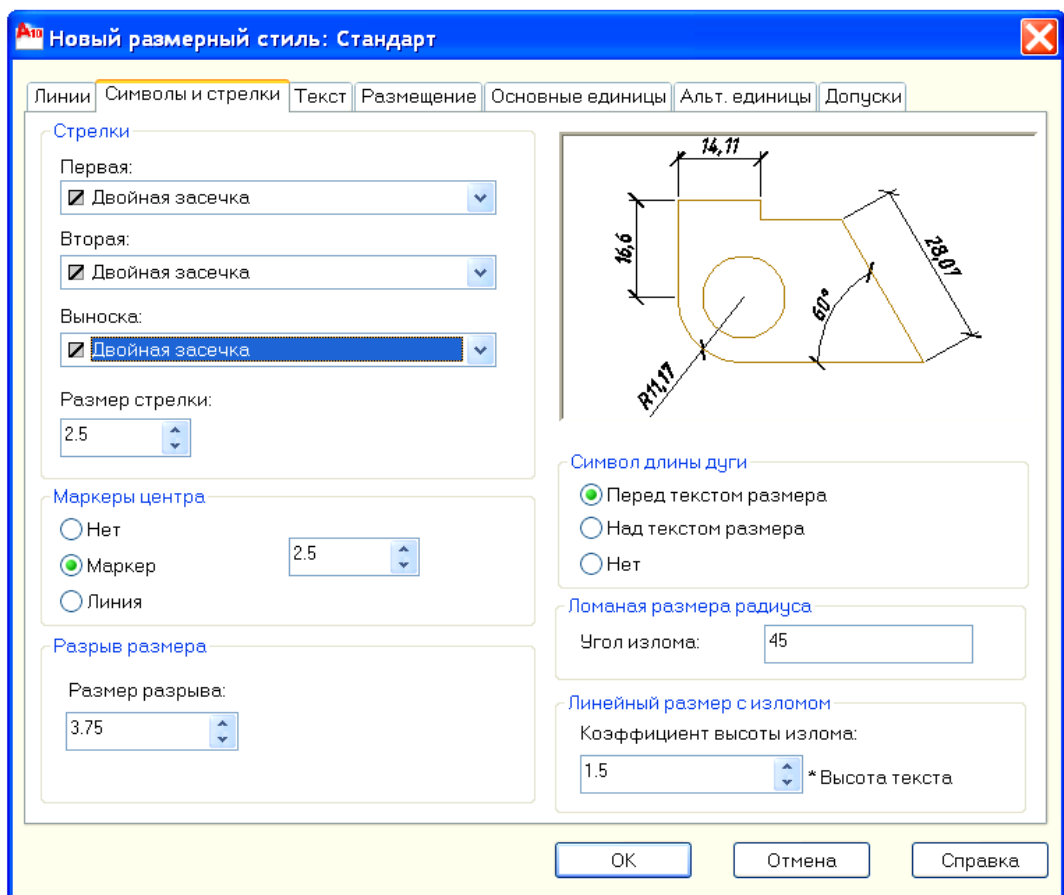 A10 Новый размерный стиль: Стандарт
Линии Символы и стрелки Текст Размещение Основные единицы Альт. единицы Допуски
Стрелки
Первая:
Двойная засечка
Вторая:
Двойная засечка
Выноска:
Двойная засечка
Размер стрелки:
2.5
Маркеры центра
Нет
Маркер
2.5
Линия
Разрыв размера
Размер разрыва:
3.75
14,11
16,6
28,07
60°
R11,17
Символ длины дуги
Перед текстом размера
Над текстом размера
Нет
Ломаная размера радиуса
Угол излома: 45
Линейный размер с изломом
Коэффициент высоты излома:
1.5 * Высота текста
OK Отмена Справка